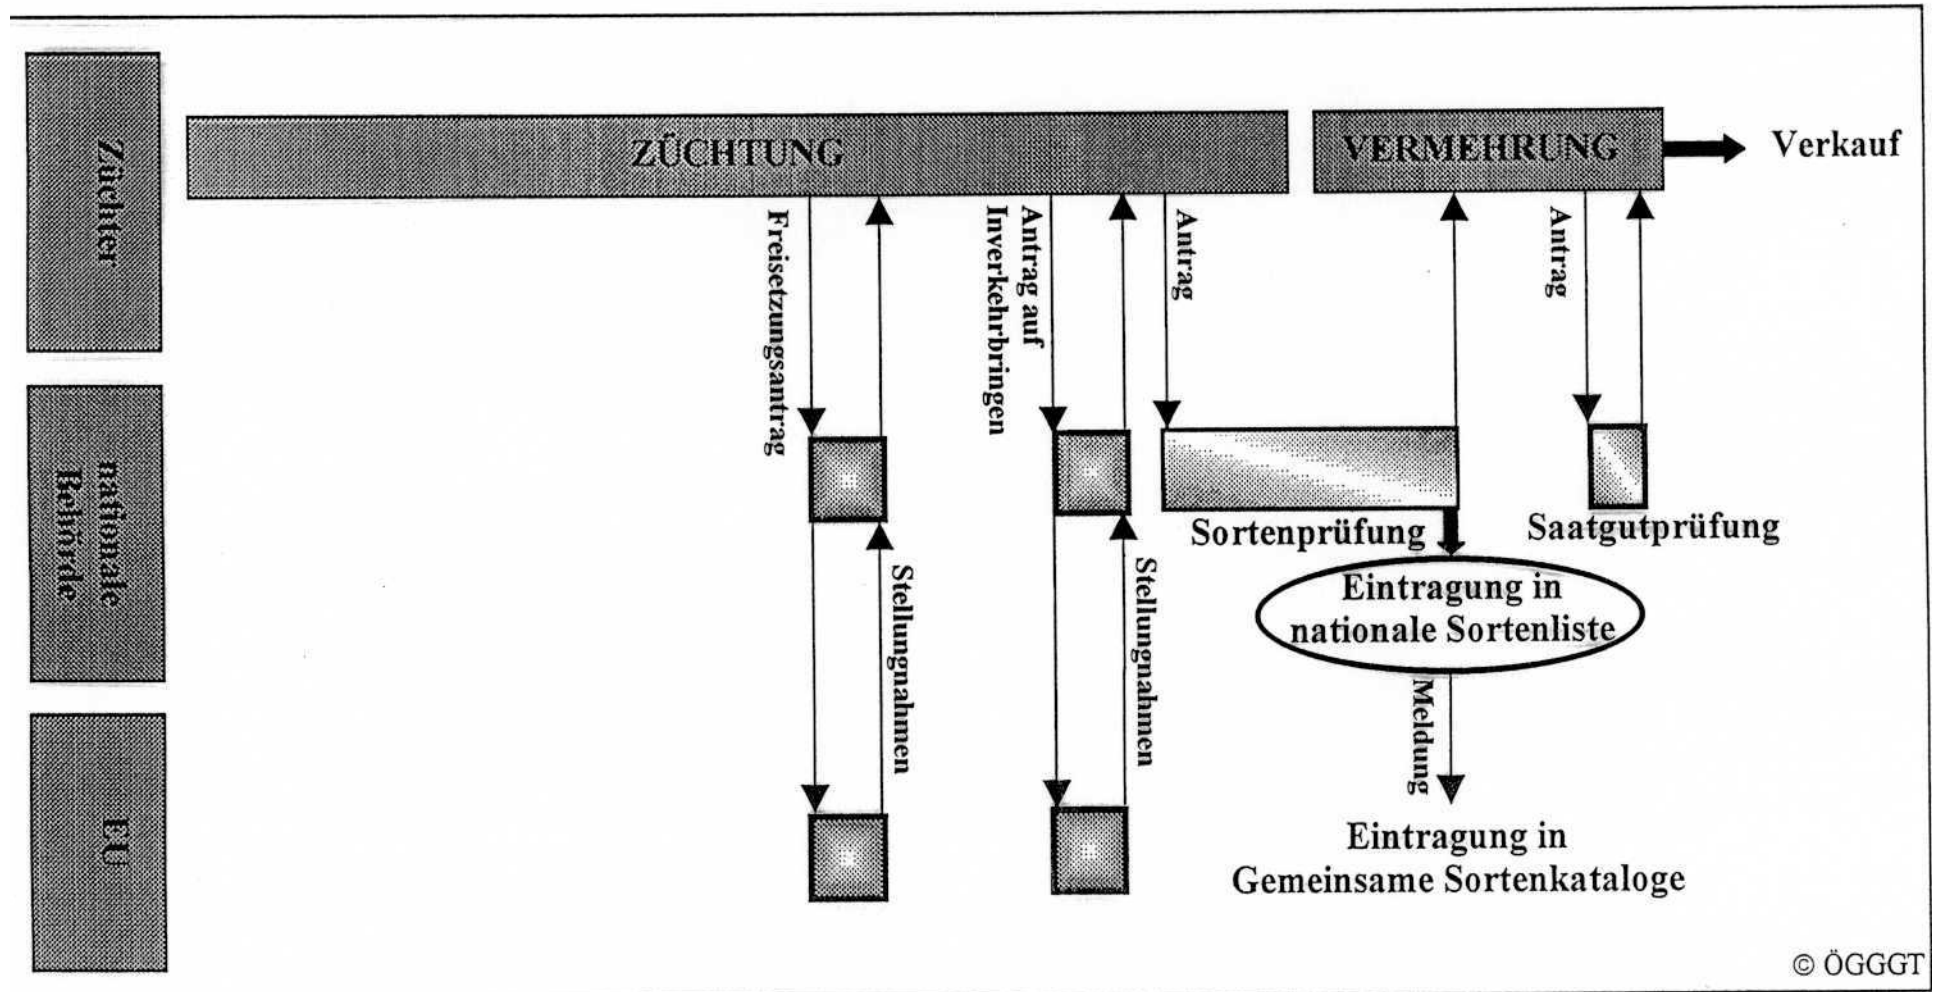 Züchter
ZÜCHTUNG
VERMEHRUNG
Verkauf
Freisetzungsantrag
Antrag auf
Inverkehrbringen
Antrag
Antrag
nationale
Behörde
Sortenprüfung
Saatgutprüfung
Stellungnahmen
Stellungnahmen
Eintragung in
nationale Sortenliste
Meldung
EU
Eintragung in
Gemeinsame Sortenkataloge
© ÖGGGT